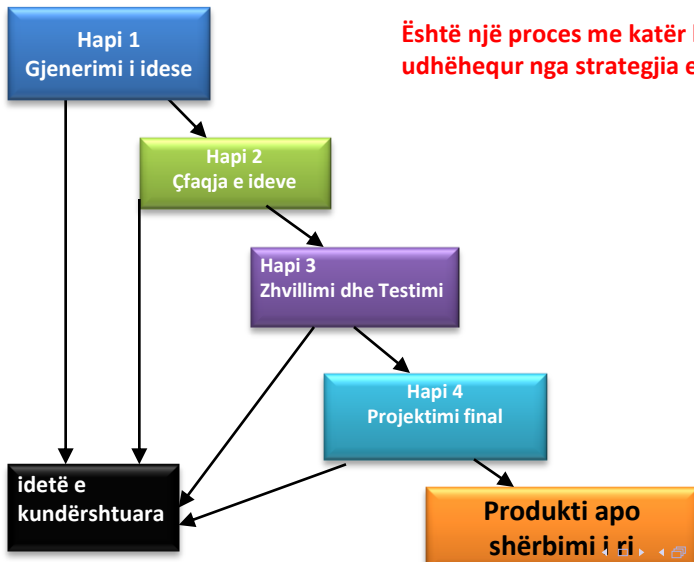 Hapi 1
Gjenerimi i idese
Është një proces me katër
udhëhequr nga strategjia
Hapi 2
Çfaqja e ideve
Hapi 3
Zhvillimi dhe Testimi
Hapi 4
Projektimi final
idetë e
kundërshtuara
Produkti apo
shërbimi i ri